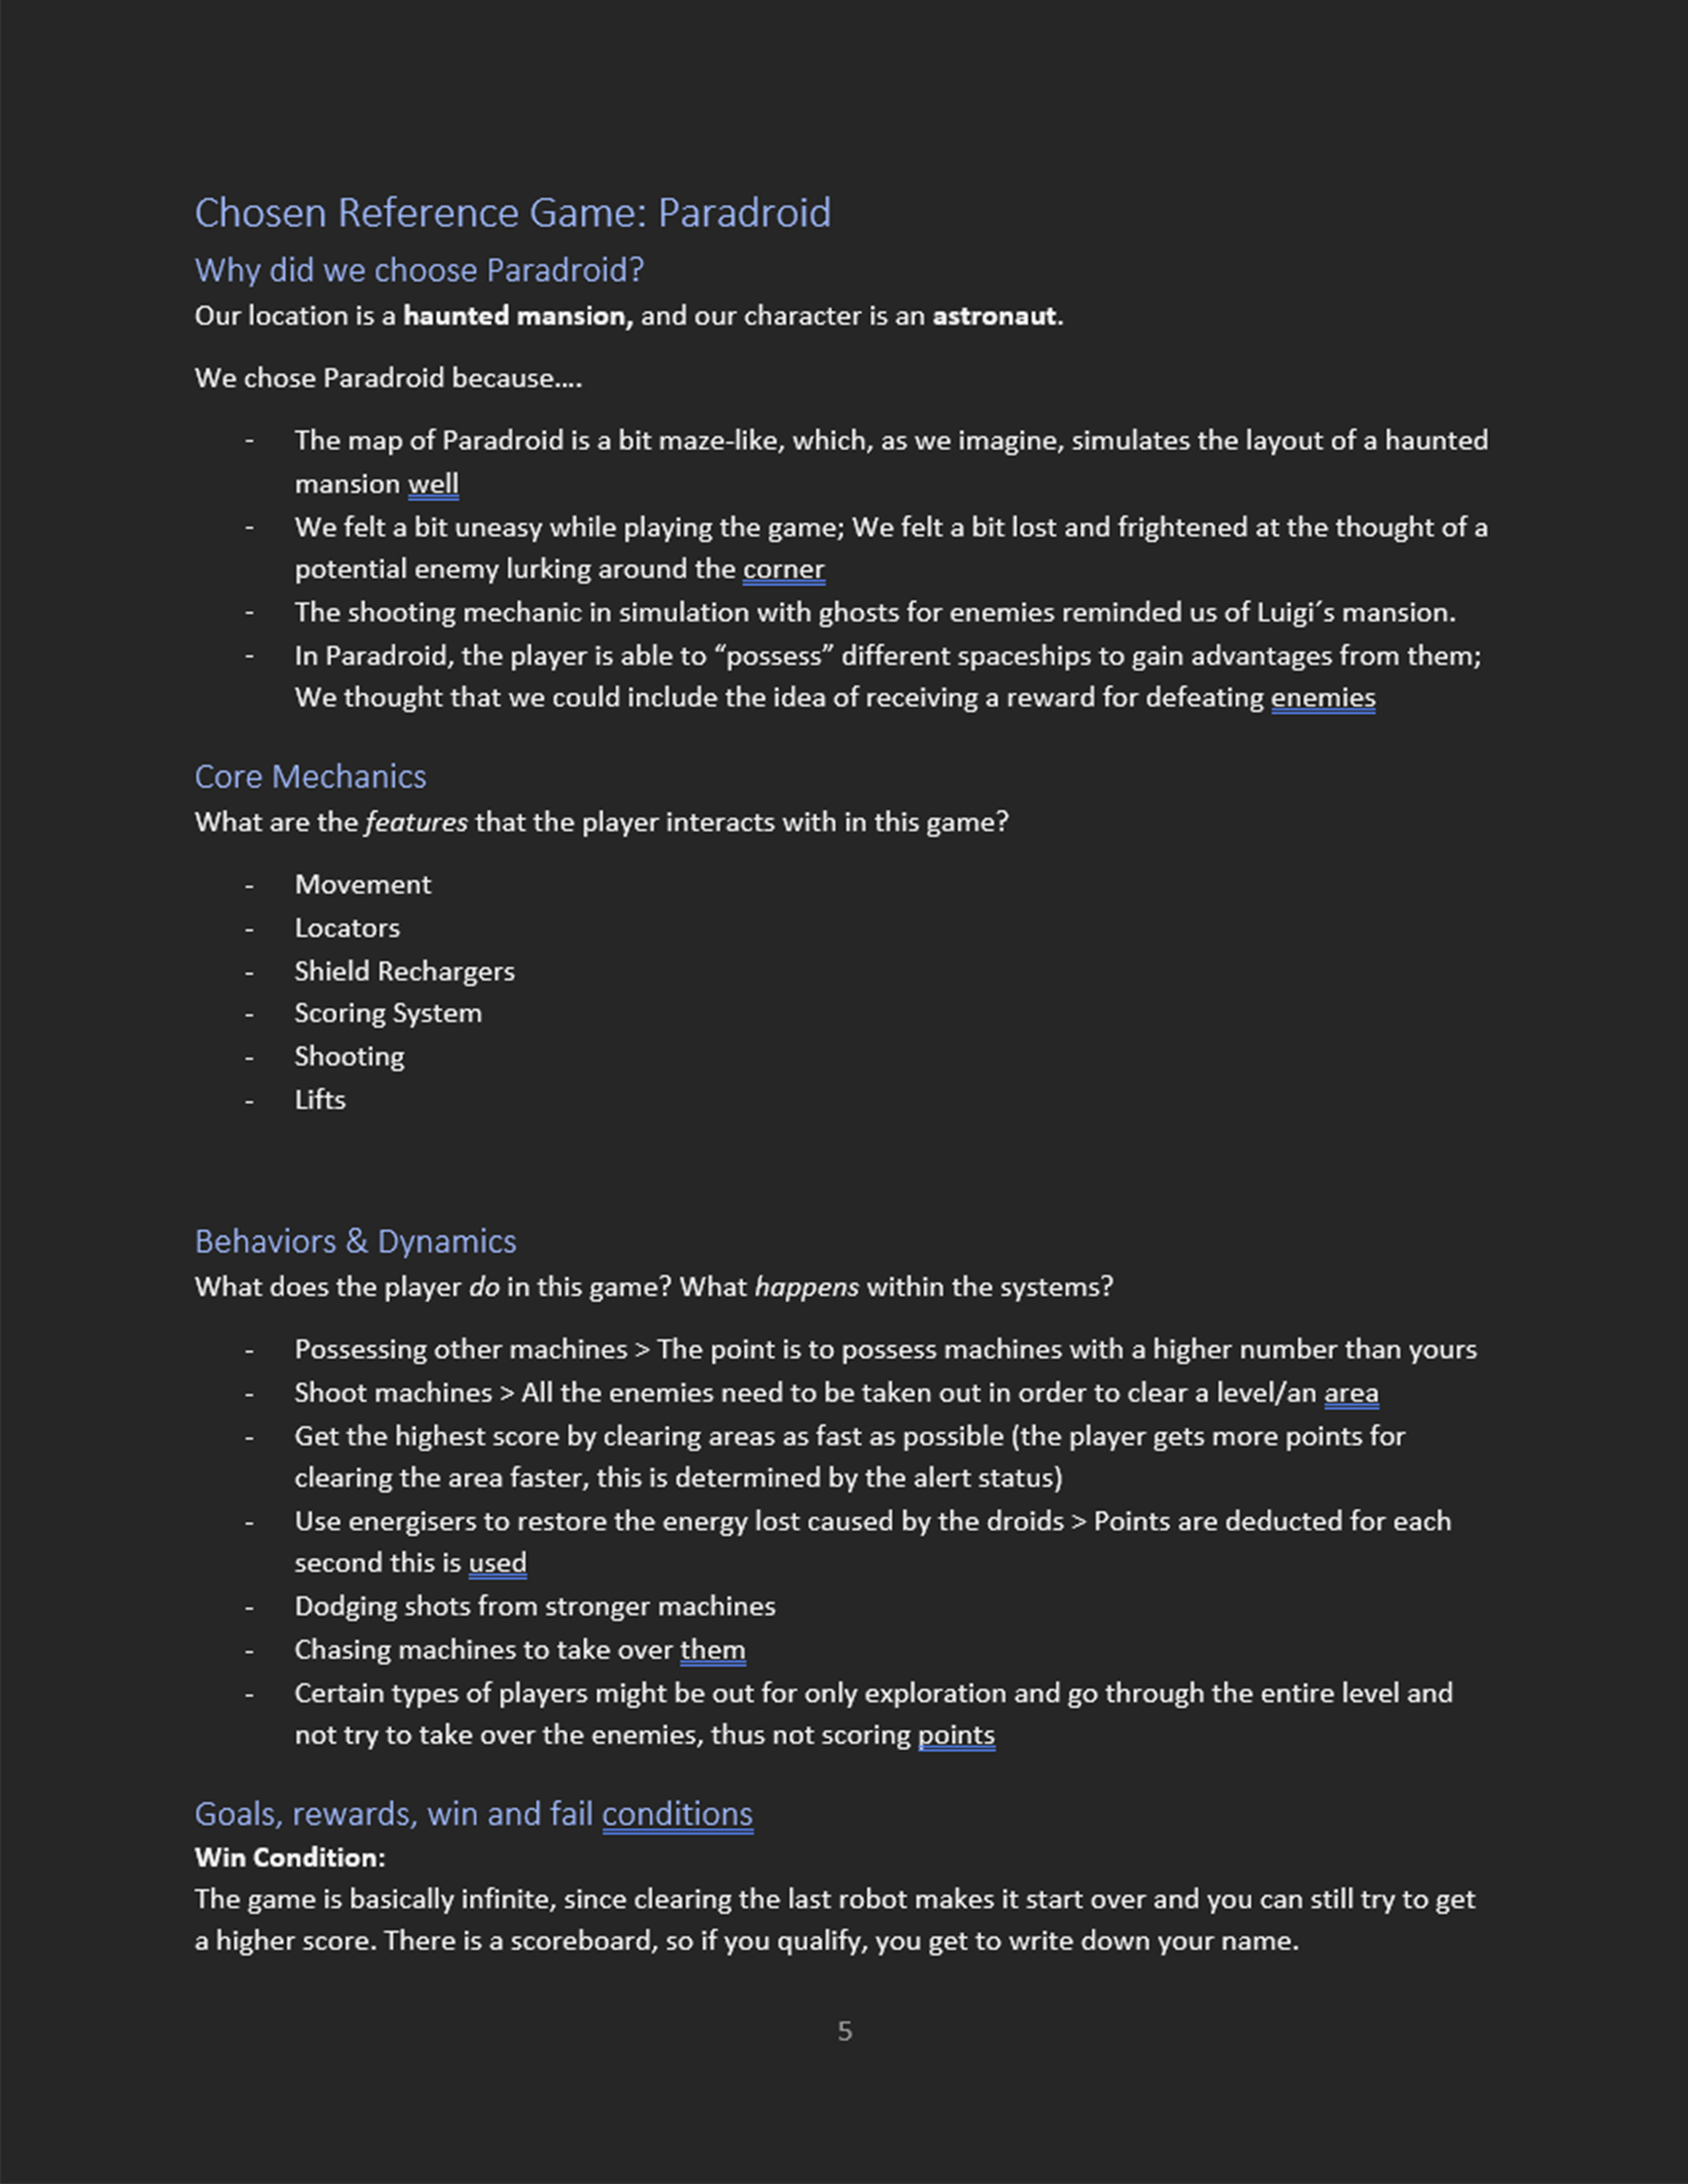 Chosen Reference Game: Paradroid
Why did we choose Paradroid?
Our location is a haunted mansion, and our character is an astronaut.
We chose Paradroid because....
- The map of Paradroid is a bit maze-like, which, as we imagine, simulates the layout of a haunted
mansion well
- We felt a bit uneasy while playing the game; We felt a bit lost and frightened at the thought of a
potential enemy lurking around the corner
- The shooting mechanic in simulation with ghosts for enemies reminded us of Luigi´s mansion.
- In Paradroid, the player is able to “possess” different spaceships to gain advantages from them;
We thought that we could include the idea of receiving a reward for defeating enemies
Core Mechanics
What are the features that the player interacts with in this game?
- Movement
- Locators
- Shield Rechargers
- Scoring System
- Shooting
- Lifts
Behaviors & Dynamics
What does the player do in this game? What happens within the systems?
- Possessing other machines > The point is to possess machines with a higher number than yours
- Shoot machines > All the enemies need to be taken out in order to clear a level/an area
- Get the highest score by clearing areas as fast as possible (the player gets more points for
clearing the area faster, this is determined by the alert status)
- Use energisers to restore the energy lost caused by the droids > Points are deducted for each
second this is used
- Dodging shots from stronger machines
- Chasing machines to take over them
- Certain types of players might be out for only exploration and go through the entire level and
not try to take over the enemies, thus not scoring points
Goals, rewards, win and fail conditions
Win Condition:
The game is basically infinite, since clearing the last robot makes it start over and you can still try to get
a higher score. There is a scoreboard, so if you qualify, you get to write down your name.
5